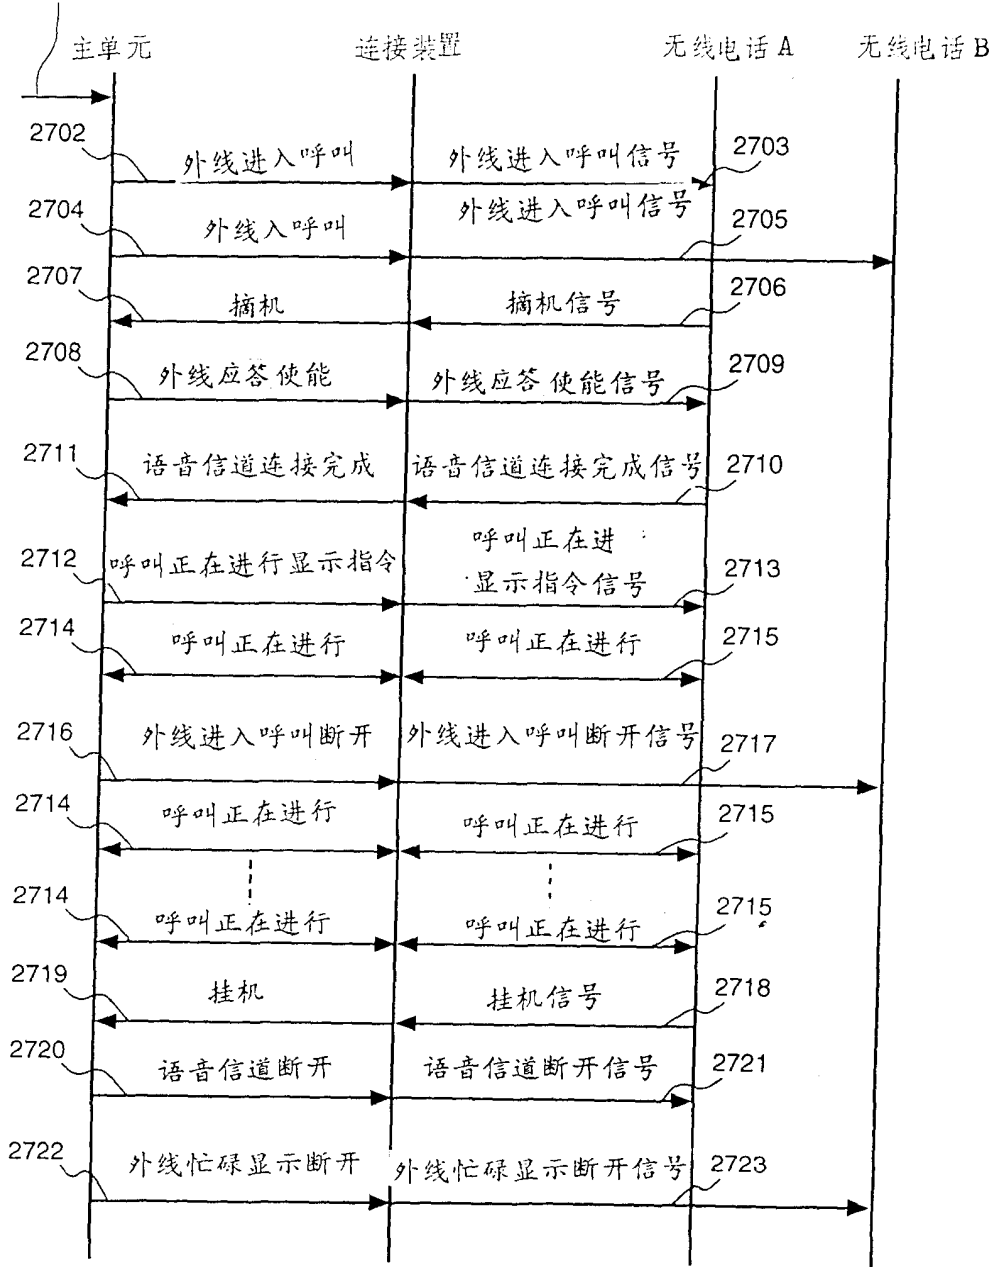 主单元 连接装置 无线电话A 无线电话B
2702 外线进入呼叫 外线进入呼叫信号 2703
2704 外线入呼叫 外线进入呼叫信号 2705
2707 摘机 摘机信号 2706
2708 外线应答使能 外线应答使能信号 2709
2711 语音信道连接完成 语音信道连接完成信号 2710
2712 呼叫正在进行显示指令 呼叫正在进
显示指令信号 2713
2714 呼叫正在进行 呼叫正在进行 2715
2716 外线进入呼叫断开 外线进入呼叫断开信号 2717
2714 呼叫正在进行 呼叫正在进行 2715
2714 呼叫正在进行 呼叫正在进行 2715
2719 挂机 挂机信号 2718
2720 语音信道断开 语音信道断开信号 2721
2722 外线忙碌显示断开 外线忙碌显示断开信号 2723